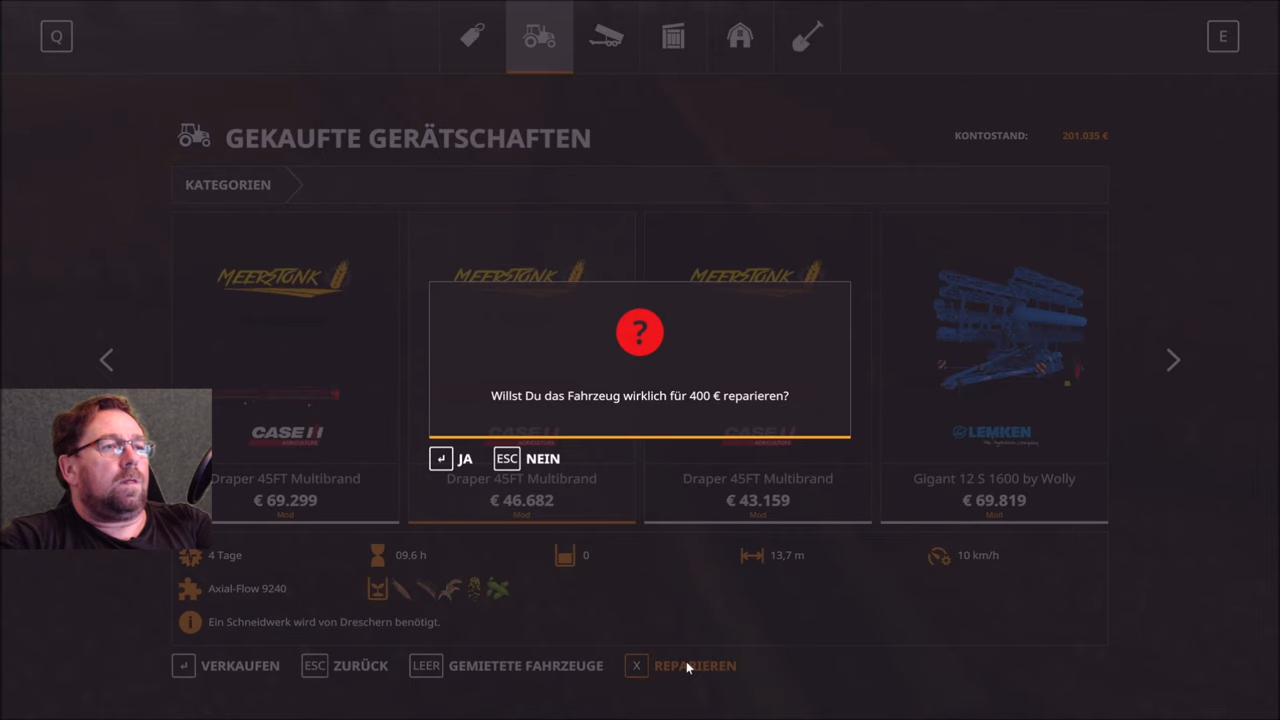 Q
E
GEKAUFTE GERÄTSCHAFTEN
KONTOSTAND: 201.035 €
KATEGORIEN
MEERSTONK
MEERSTONK
MEERSTONK
?
Willst Du das Fahrzeug wirklich für 400 € reparieren?
CASE IH
AGRICULTURE
CASE IH
AGRICULTURE
CASE IH
AGRICULTURE
LEMKEN
↵ JA ESC NEIN
Draper 45FT Multibrand
€ 69.299
Mod
Draper 45FT Multibrand
€ 46.682
Mod
Draper 45FT Multibrand
€ 43.159
Mod
Gigant 12 S 1600 by Wolly
€ 69.819
Mod
4 Tage 09.6 h 0 13,7 m 10 km/h
Axial-Flow 9240
i Ein Schneidwerk wird von Dreschern benötigt.
↵ VERKAUFEN ESC ZURÜCK LEER GEMIETETE FAHRZEUGE X REPARIEREN